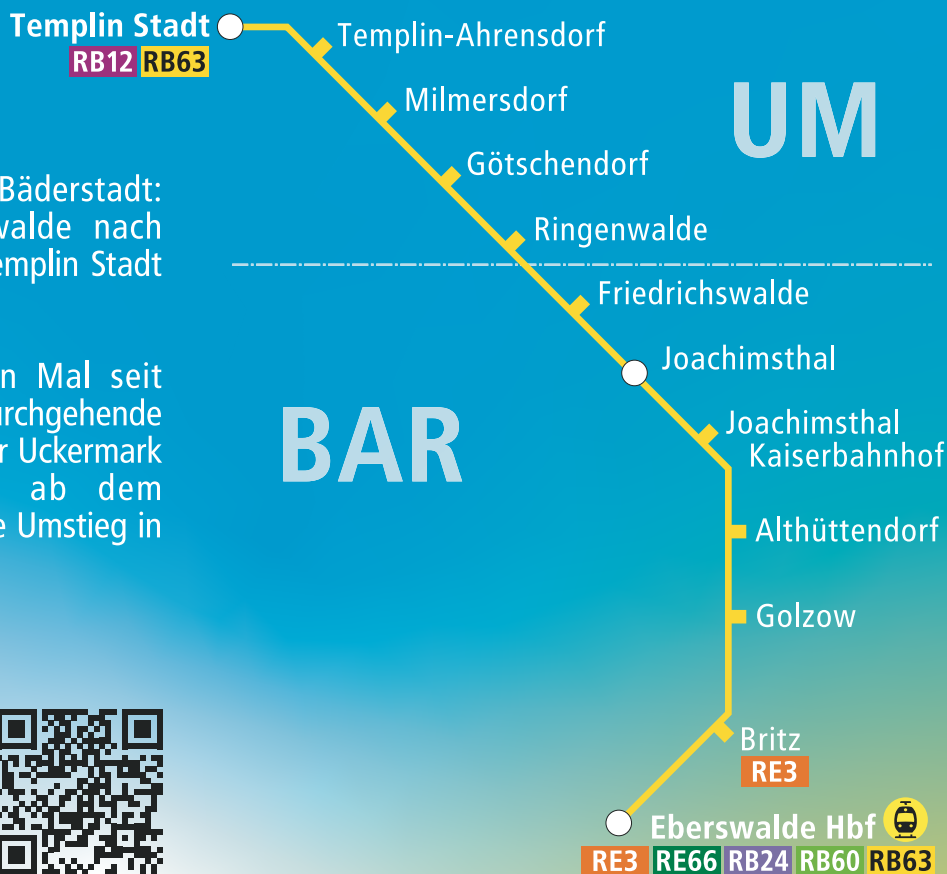 Templin Stadt
RB12 RB63
Templin-Ahrensdorf
Milmersdorf
UM
Götschendorf
Bäderstadt:
walde nach
emplin Stadt
Ringenwalde
Friedrichswalde
Joachimsthal
n Mal seit
urchgehende
r Uckermark
ab dem
e Umstieg in
BAR
Joachimsthal
Kaiserbahnhof
Althüttendorf
Golzow
Britz
RE3
Eberswalde Hbf
RE3 RE66 RB24 RB60 RB63